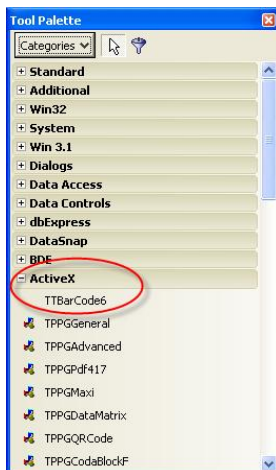 Tool Palette
Categories
Standard
Additional
Win32
System
Win 3.1
Dialogs
Data Access
Data Controls
dbExpress
DataSnap
BDE
ActiveX
TTBarCode6
TPPGGeneral
TPPGAdvanced
TPPGPdf417
TPPGMaxi
TPPGDataMatrix
TPPGQRCode
TPPGCodaBlockF